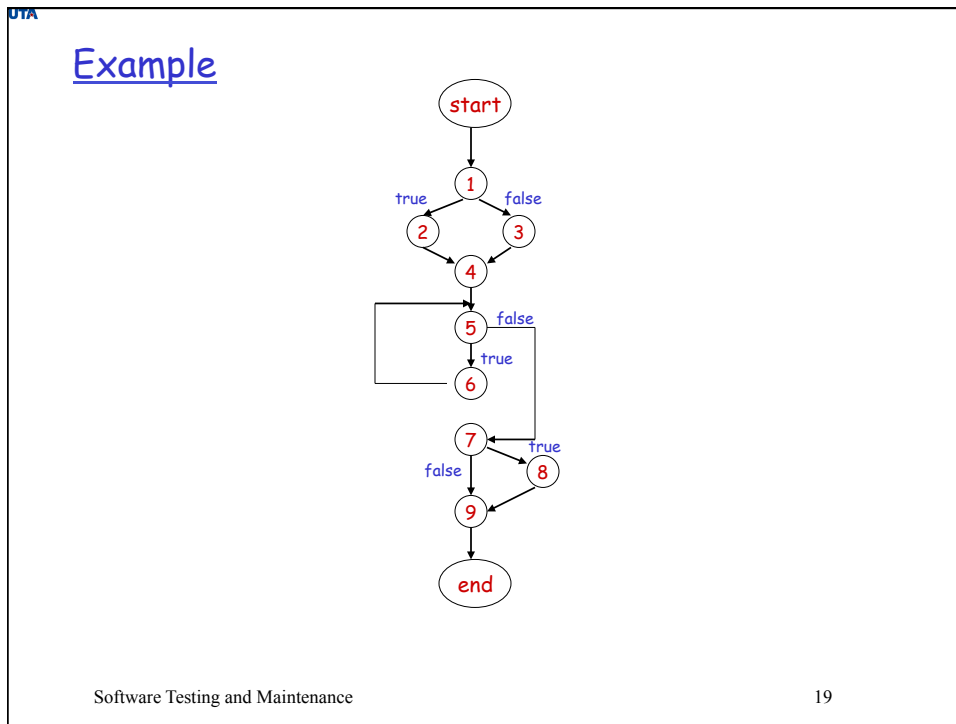 UTA
Example
start
1
true false
2 3
4
5 false
true
6
7 true
false 8
9
end
Software Testing and Maintenance 19